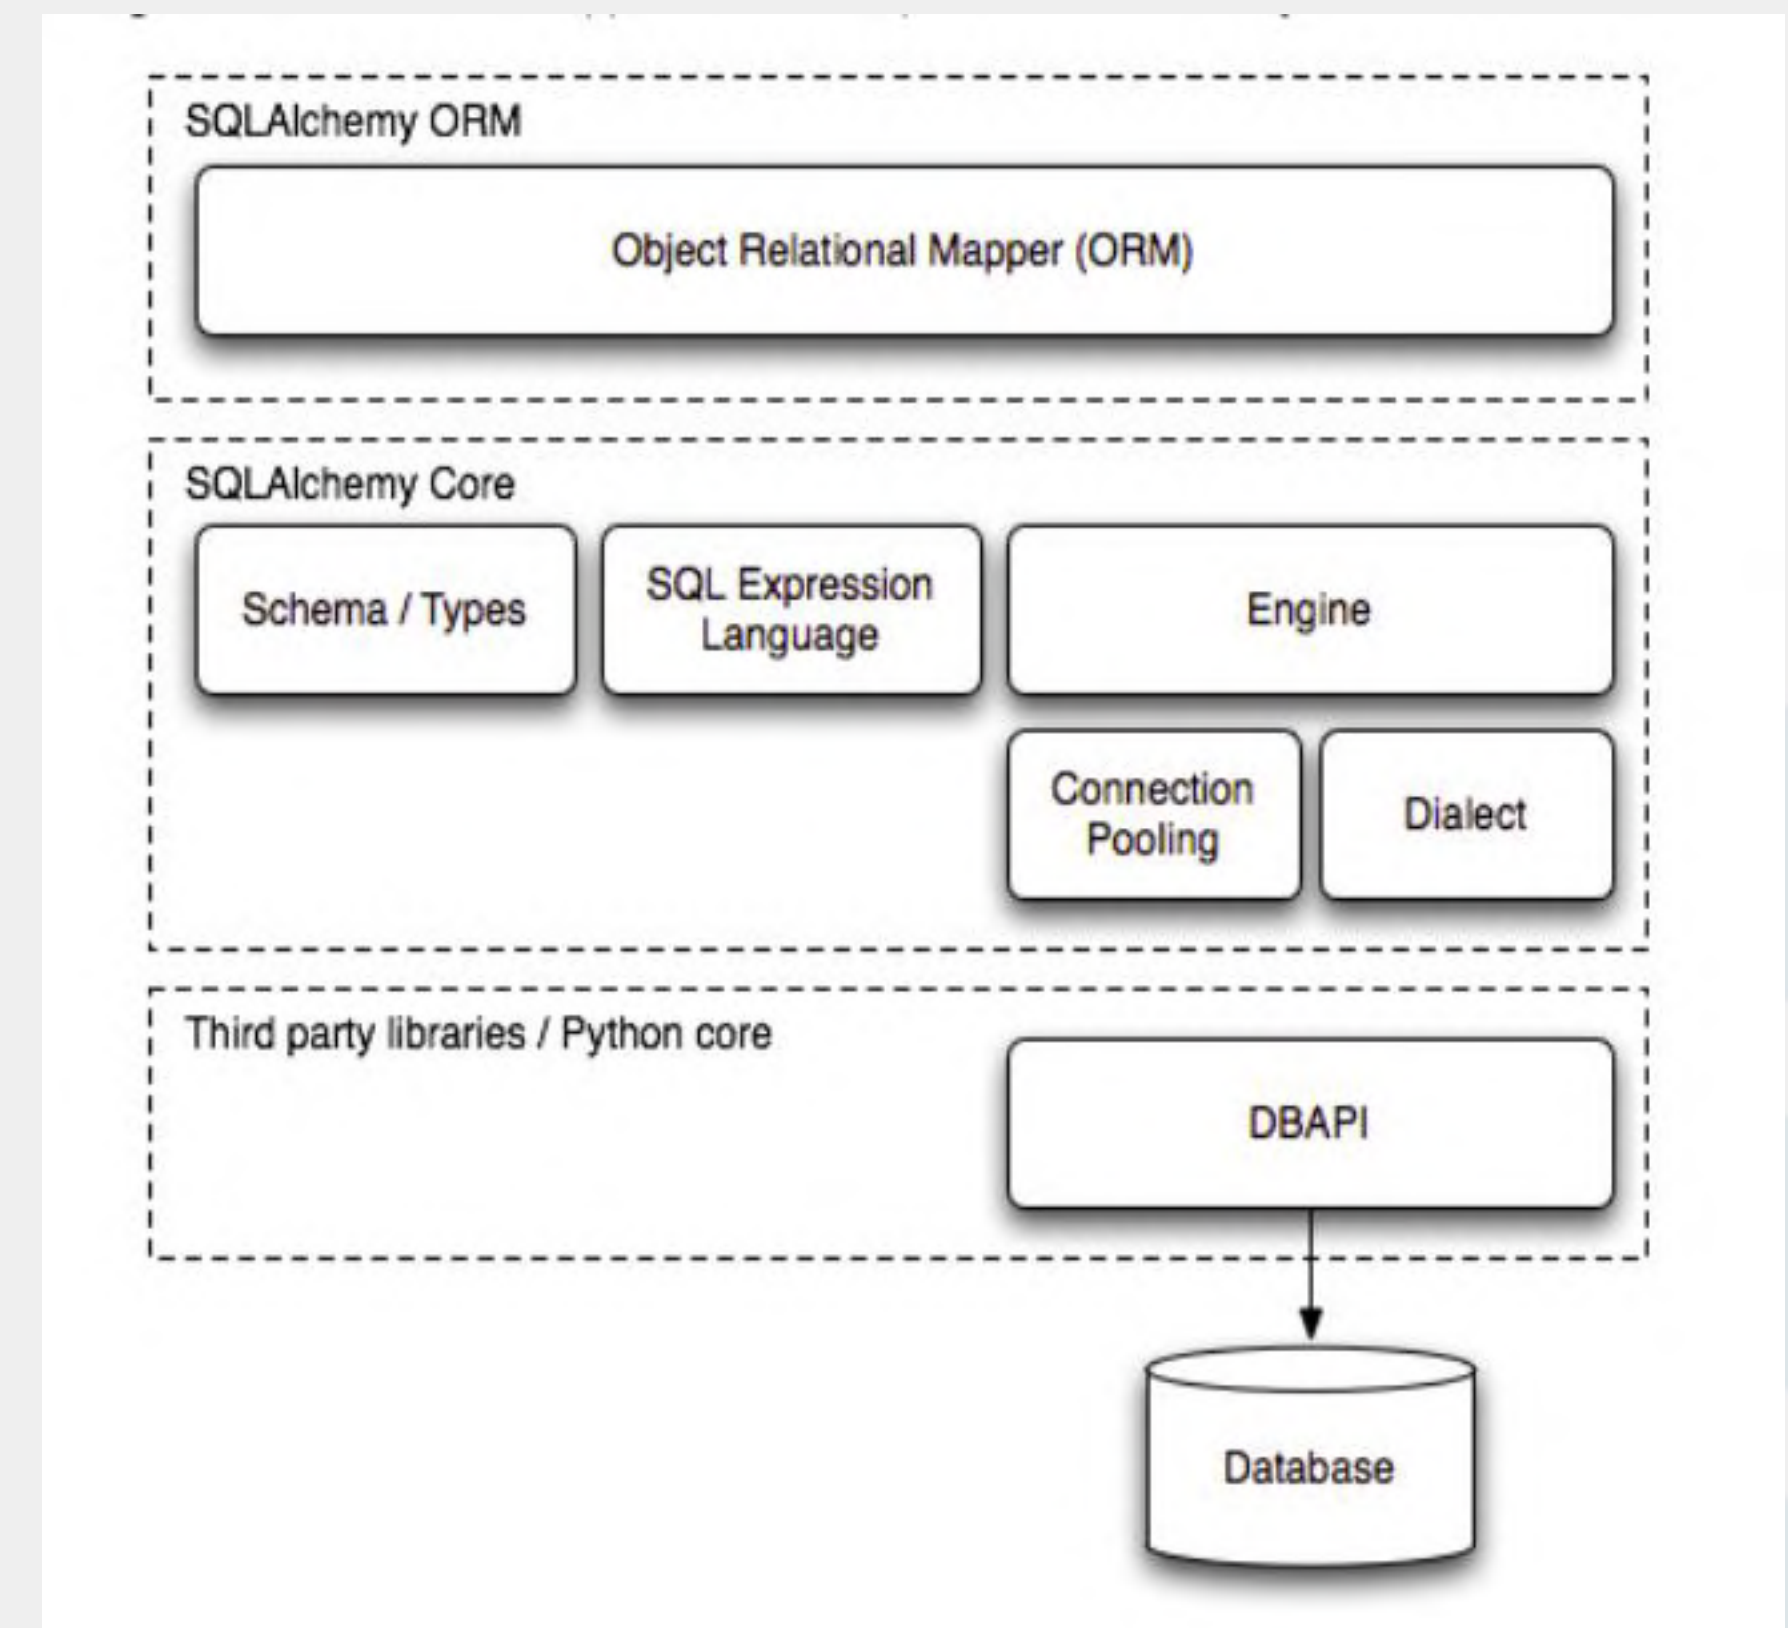 SQLAlchemy ORM
Object Relational Mapper (ORM)
SQLAlchemy Core
Schema / Types
SQL Expression
Language
Engine
Connection
Pooling
Dialect
Third party libraries / Python core
DBAPI
Database